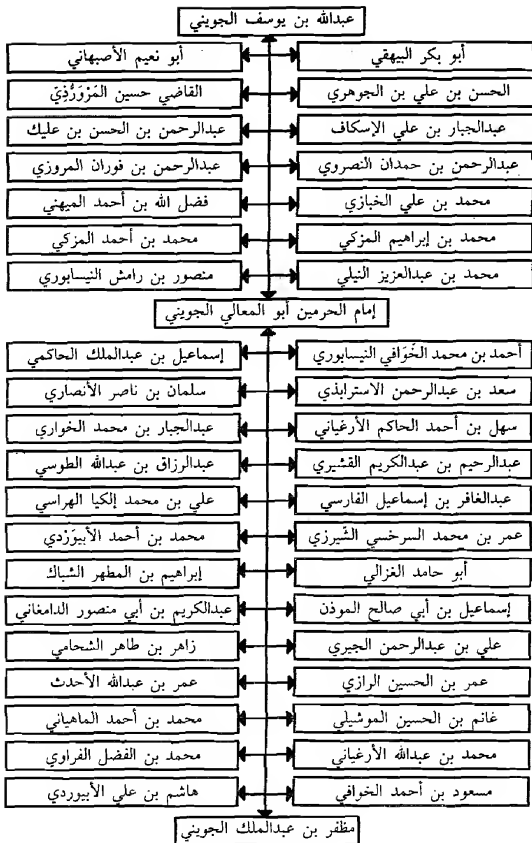 عبدالله بن يوسف الجويني
أبو بكر البيهقي
أبو نعيم الأصبهاني
الحسن بن علي بن الجوهري
القاضي حسين المَرْوَرُّذِيّ
عبدالجبار بن علي الإسكاف
عبدالرحمن بن الحسن بن عليك
عبدالرحمن بن حمدان النصروي
عبدالرحمن بن فوران المروزي
محمد بن علي الخبازي
فضل الله بن أحمد الميهني
محمد بن إبراهيم المزكي
محمد بن أحمد المزكي
محمد بن عبدالعزيز النيلي
منصور بن رامش النيسابوري
إمام الحرمين أبو المعالي الجويني
أحمد بن محمد الخَوَافي النيسابوري
إسماعيل بن عبدالملك الحاكمي
سعد بن عبدالرحمن الاستراباذي
سلمان بن ناصر الأنصاري
سهل بن أحمد الحاكم الأرغياني
عبدالجبار بن محمد الخواري
عبدالرحيم بن عبدالكريم القشيري
عبدالرزاق بن عبدالله الطوسي
عبدالغافر بن إسماعيل الفارسي
علي بن محمد إلكيا الهراسي
عمر بن محمد السرخسي الشَيرزي
محمد بن أحمد الأبيوَرْدي
أبو حامد الغزالي
إبراهيم بن المطهر الشباك
إسماعيل بن أبي صالح الموذن
عبدالكريم بن أبي منصور الدامغاني
علي بن عبدالرحمن الحيري
زاهر بن طاهر الشحامي
عمر بن الحسين الرازي
عمر بن عبدالله الأحدث
غانم بن الحسين الموشيلي
محمد بن أحمد الماهياني
محمد بن عبدالله الأرغياني
محمد بن الفضل الفراوي
مسعود بن أحمد الخوافي
هاشم بن علي الأبيوردي
مظفر بن عبدالملك الجويني